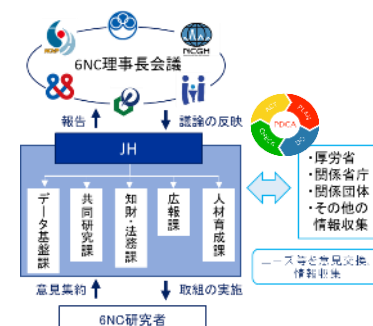 NCGM
6NC理事長会議
報告
議論の反映
ACT
PLAN
PDCA
CHECK
DO
JH
データ基盤課
共同研究課
知財・法務課
広報課
人材育成課
・厚労省
・関係省庁
・関係団体
・その他の
情報収集
ニーズ等を意見交換、
情報収集
意見集約
取組の実施
6NC研究者